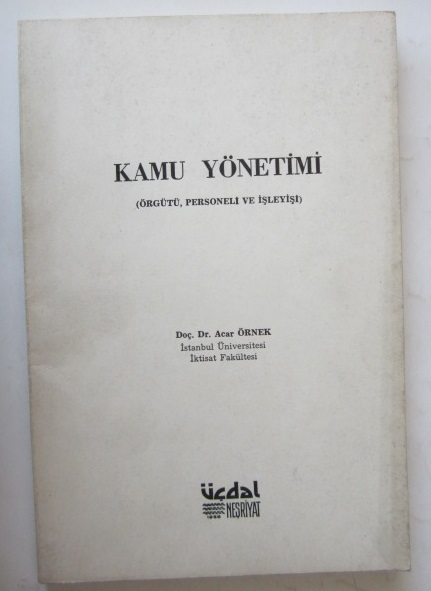 KAMU YÖNETİMİ
(ÖRGÜTÜ, PERSONELİ VE İŞLEYİŞİ)
Doç. Dr. Acar ÖRNEK
İstanbul Üniversitesi
İktisat Fakültesi
üçdal
NEŞRİYAT